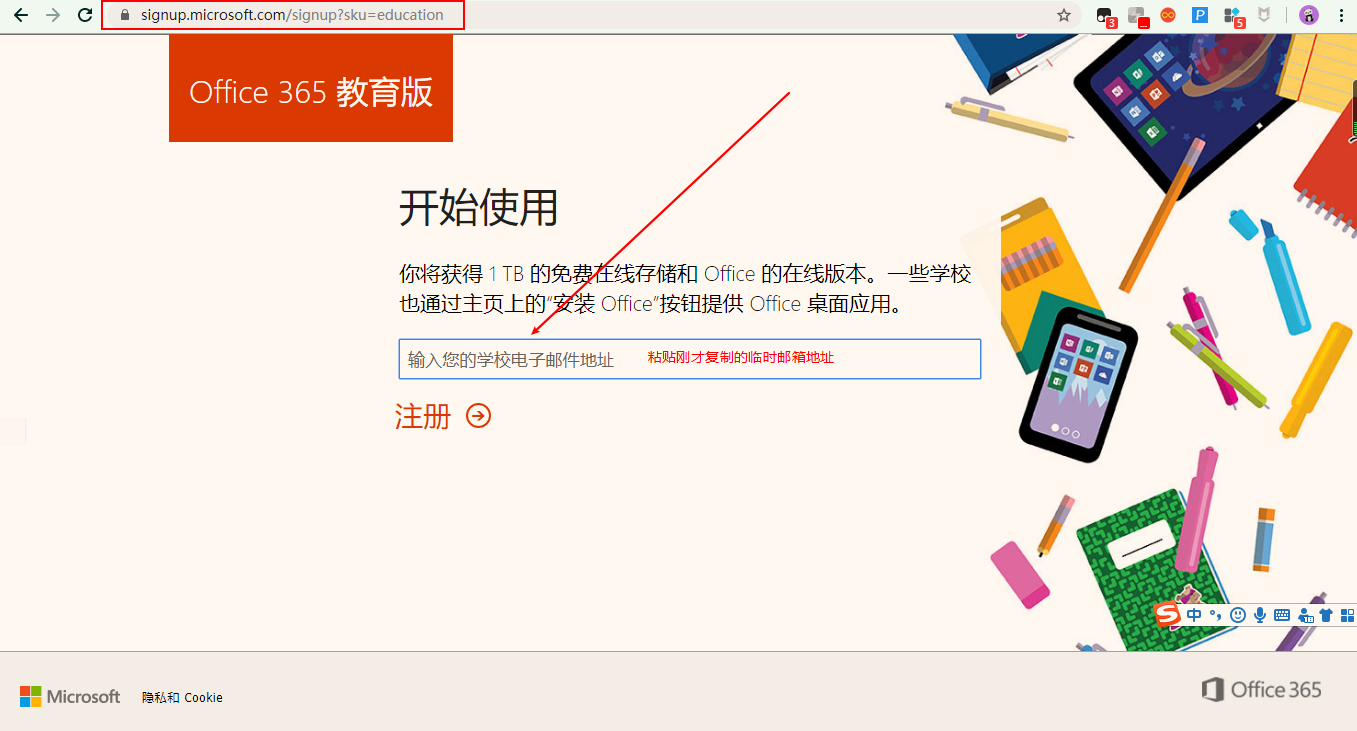 signup.microsoft.com/signup?sku=education
3
...
P
5
Office 365 教育版
开始使用
你将获得 1 TB 的免费在线存储和 Office 的在线版本。一些学校
也通过主页上的“安装 Office”按钮提供 Office 桌面应用。
输入您的学校电子邮件地址 粘贴刚才复制的临时邮箱地址
注册
S 中
Microsoft 隐私和 Cookie
Office 365